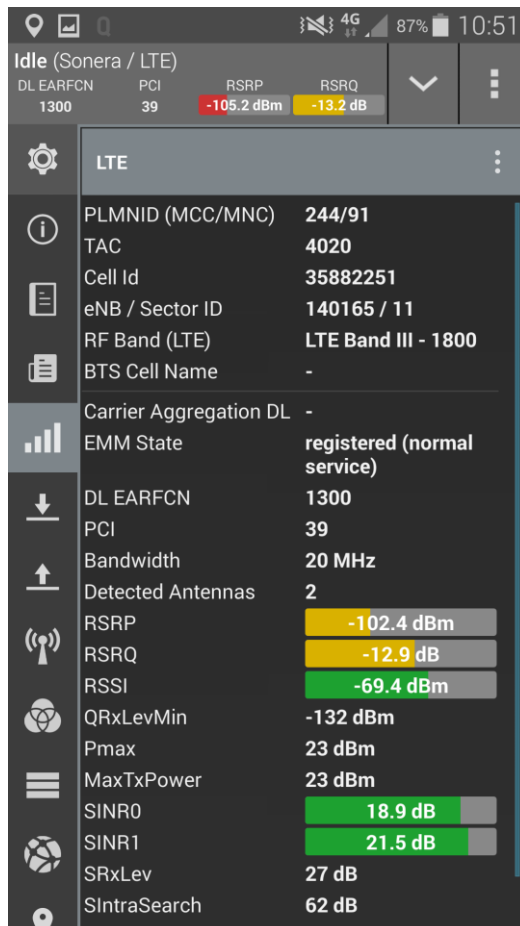 4G 87% 10:51
Idle (Sonera / LTE)
DL EARFCN PCI RSRP RSRQ
1300 39 -105.2 dBm -13.2 dB
LTE
PLMNID (MCC/MNC) 244/91
TAC 4020
Cell Id 35882251
eNB / Sector ID 140165 / 11
RF Band (LTE) LTE Band III - 1800
BTS Cell Name -
Carrier Aggregation DL -
EMM State registered (normal
service)
DL EARFCN 1300
PCI 39
Bandwidth 20 MHz
Detected Antennas 2
RSRP -102.4 dBm
RSRQ -12.9 dB
RSSI -69.4 dBm
QRxLevMin -132 dBm
Pmax 23 dBm
MaxTxPower 23 dBm
SINR0 18.9 dB
SINR1 21.5 dB
SRxLev 27 dB
SIntraSearch 62 dB